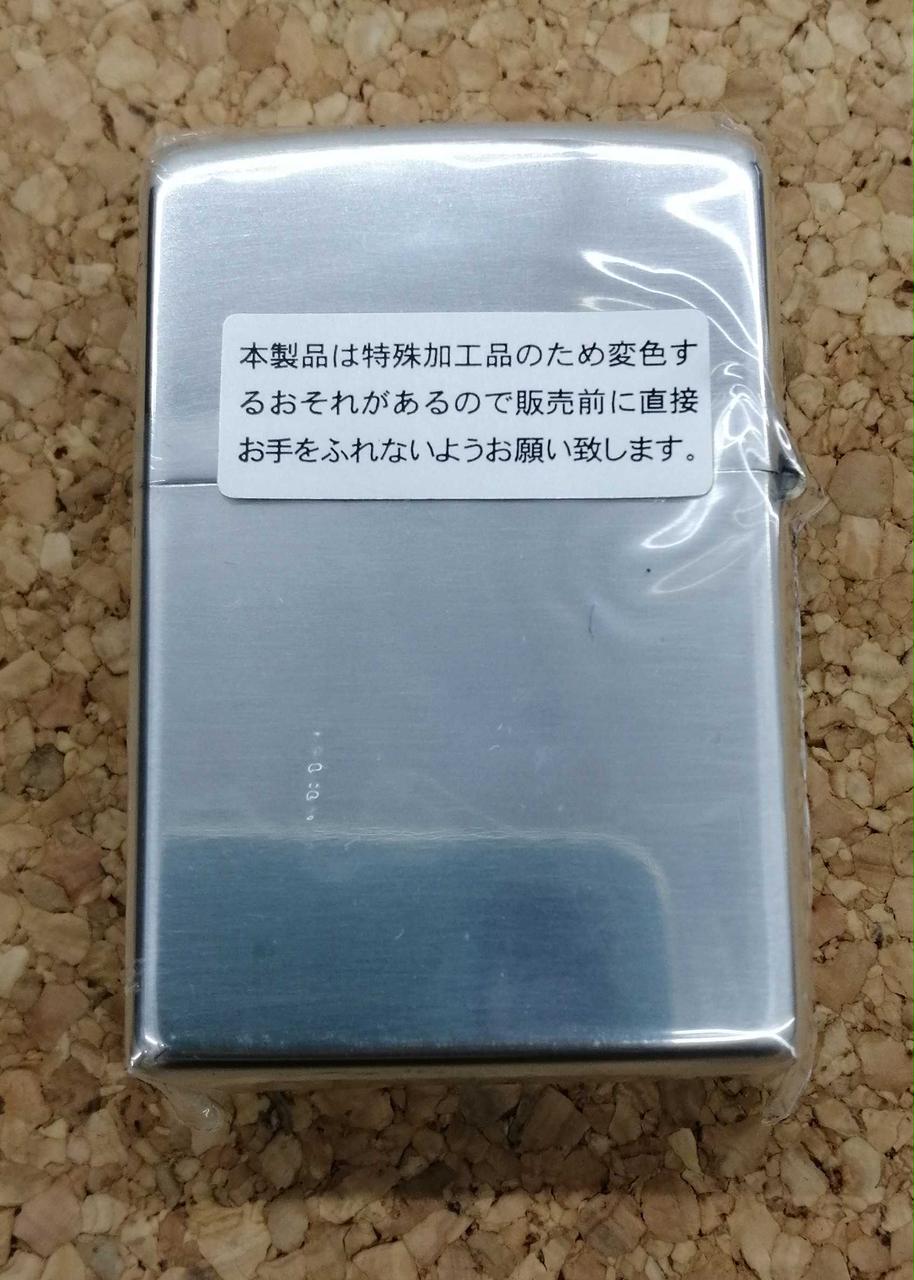 本製品は特殊加工品のため変色す
るおそれがあるので販売前に直接
お手をふれないようお願い致します。